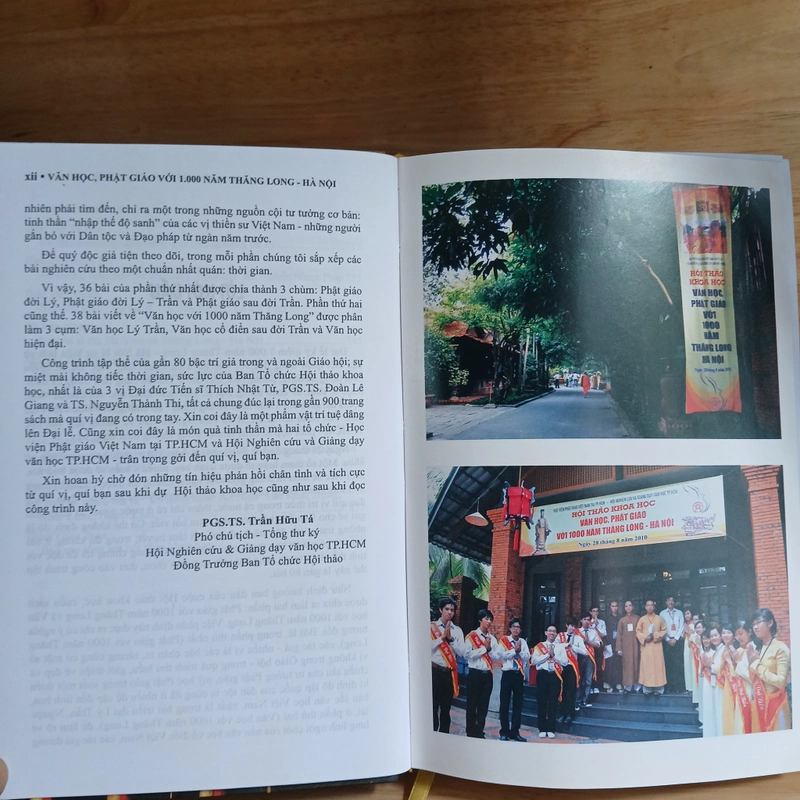 xii • VĂN HỌC, PHẬT GIÁO VỚI 1.000 NĂM THĂNG LONG - HÀ NỘI
nhiên phải tìm đến, chỉ ra một trong những nguồn cội tư tưởng cơ bản:
tinh thần “nhập thế độ sanh” của các vị thiền sư Việt Nam - những người
gắn bó với Dân tộc và Đạo pháp từ ngàn năm trước.
Để quý độc giả tiện theo dõi, trong mỗi phần chúng tôi sắp xếp các
bài nghiên cứu theo một chuẩn nhất quán: thời gian.
Vì vậy, 36 bài của phần thứ nhất được chia thành 3 chùm: Phật giáo
đời Lý, Phật giáo đời Lý – Trần và Phật giáo sau đời Trần. Phần thứ hai
cũng thế. 38 bài viết về “Văn học với 1000 năm Thăng Long” được phân
làm 3 cụm: Văn học Lý Trần, Văn học cổ điển sau đời Trần và Văn học
hiện đại.
Công trình tập thể của gần 80 bậc trí giả trong và ngoài Giáo hội; sự
miệt mài không tiếc thời gian, sức lực của Ban Tổ chức Hội thảo khoa
học, nhất là của 3 vị Đại đức Tiến sĩ Thích Nhật Từ, PGS.TS. Đoàn Lê
Giang và TS. Nguyễn Thành Thi, tất cả chung đúc lại trong gần 900 trang
sách mà quí vị đang có trong tay. Xin coi đây là một phẩm vật trí tuệ dâng
lên Đại lễ. Cũng xin coi đây là món quà tinh thần mà hai tổ chức - Học
viện Phật giáo Việt Nam tại TP.HCM và Hội Nghiên cứu và Giảng dạy
văn học TP.HCM - trân trọng gởi đến quí vị, quí bạn.
Xin hoan hỷ chờ đón những tín hiệu phản hồi chân tình và tích cực
từ quí vị, quí bạn sau khi dự Hội thảo khoa học cũng như sau khi đọc
công trình này.
PGS.TS. Trần Hữu Tá
Phó chủ tịch - Tổng thư ký
Hội Nghiên cứu & Giảng dạy văn học TP.HCM
Đồng Trưởng Ban Tổ chức Hội thảo
HỘI THẢO
KHOA HỌC
VĂN HỌC,
PHẬT GIÁO
VỚI
1000
NĂM
THĂNG LONG
HÀ NỘI
HỘI THẢO KHOA HỌC
VĂN HỌC, PHẬT GIÁO
VỚI 1000 NĂM THĂNG LONG - HÀ NỘI
Ngày 28 tháng 8 năm 2010